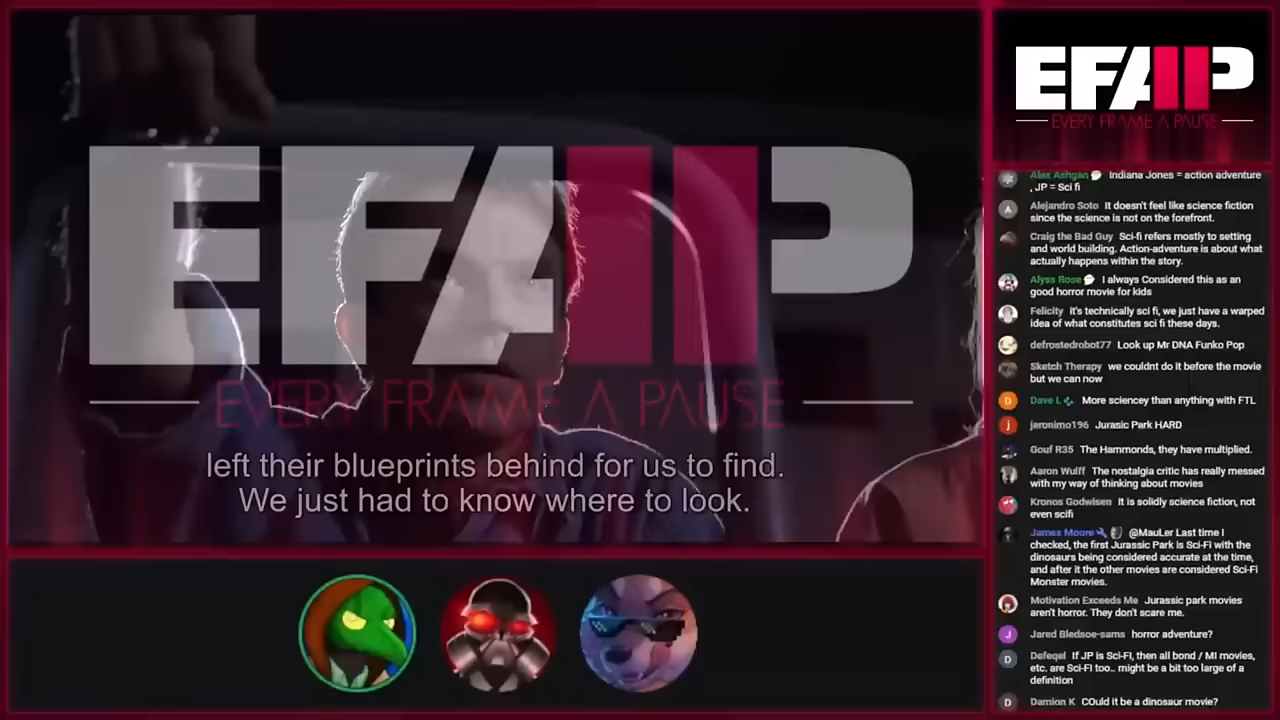 EFAP
EVERY FRAME A PAUSE
left their blueprints behind for us to find.
We just had to know where to look.
EFAP
EVERY FRAME A PAUSE
Alex Ashgan Indiana Jones = action adventure
, JP = Sci fi
Alejandro Soto It doesn't feel like science fiction
since the science is not on the forefront.
Craig the Bad Guy Sci-fi refers mostly to setting
and world building. Action-adventure is about what
actually happens within the story.
Alyss Rose I always Considered this as an
good horror movie for kids
Felicity it's technically sci fi, we just have a warped
idea of what constitutes sci fi these days.
defrostedrobot77 Look up Mr DNA Funko Pop
Sketch Therapy we couldnt do it before the movie
but we can now
Dave L More sciencey than anything with FTL
jeronimo196 Jurasic Park HARD
Gouf R35 The Hammonds, they have multiplied.
Aaron Wulff The nostalgia critic has really messed
with my way of thinking about movies
Kronos Godwisen it is solidly science fiction, not
even scifi
James Moore @MauLer Last time I
checked, the first Jurassic Park is Sci-Fi with the
dinosaurs being considered accurate at the time,
and after it the other movies are considered Sci-Fi
Monster movies.
Motivation Exceeds Me Jurassic park movies
aren't horror. They don't scare me.
Jared Bledsoe-sams horror adventure?
Defeqel If JP is Sci-Fi, then all bond / MI movies,
etc. are Sci-Fi too.. might be a bit too large of a
definition
Damion K COuld it be a dinosaur movie?